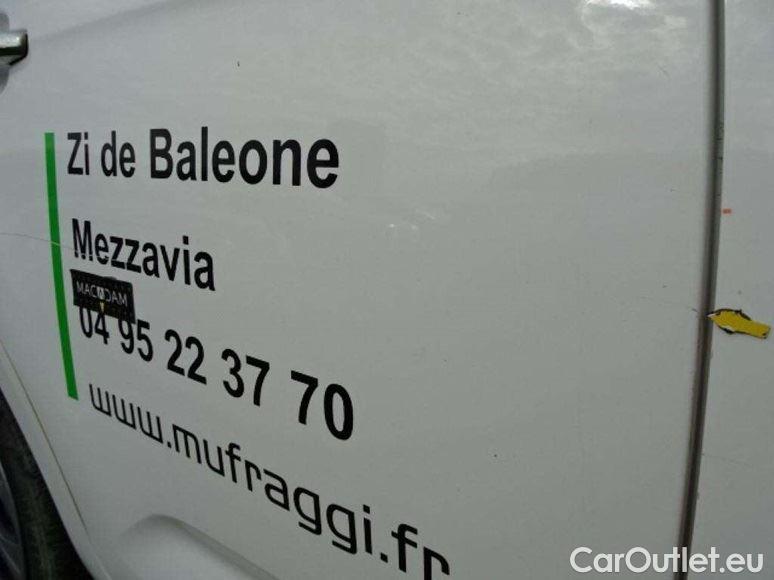 Zi de Baleone
Mezzavia
MACADAM
04 95 22 37 70
www.mufraggi.fr
CarOutlet.eu